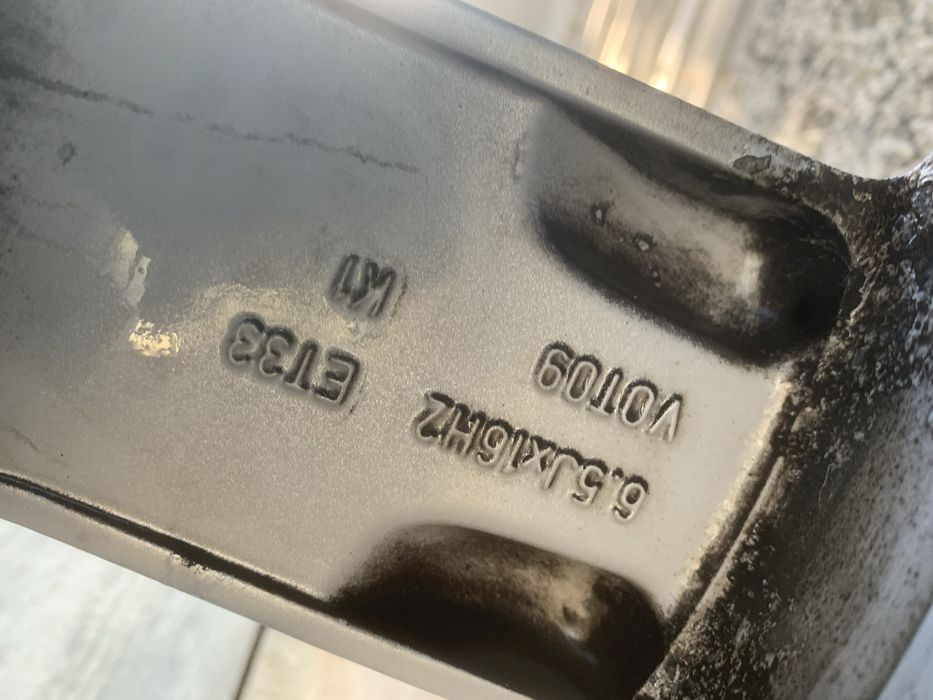 6.5Jx16H2
VOT09
ET33
K1